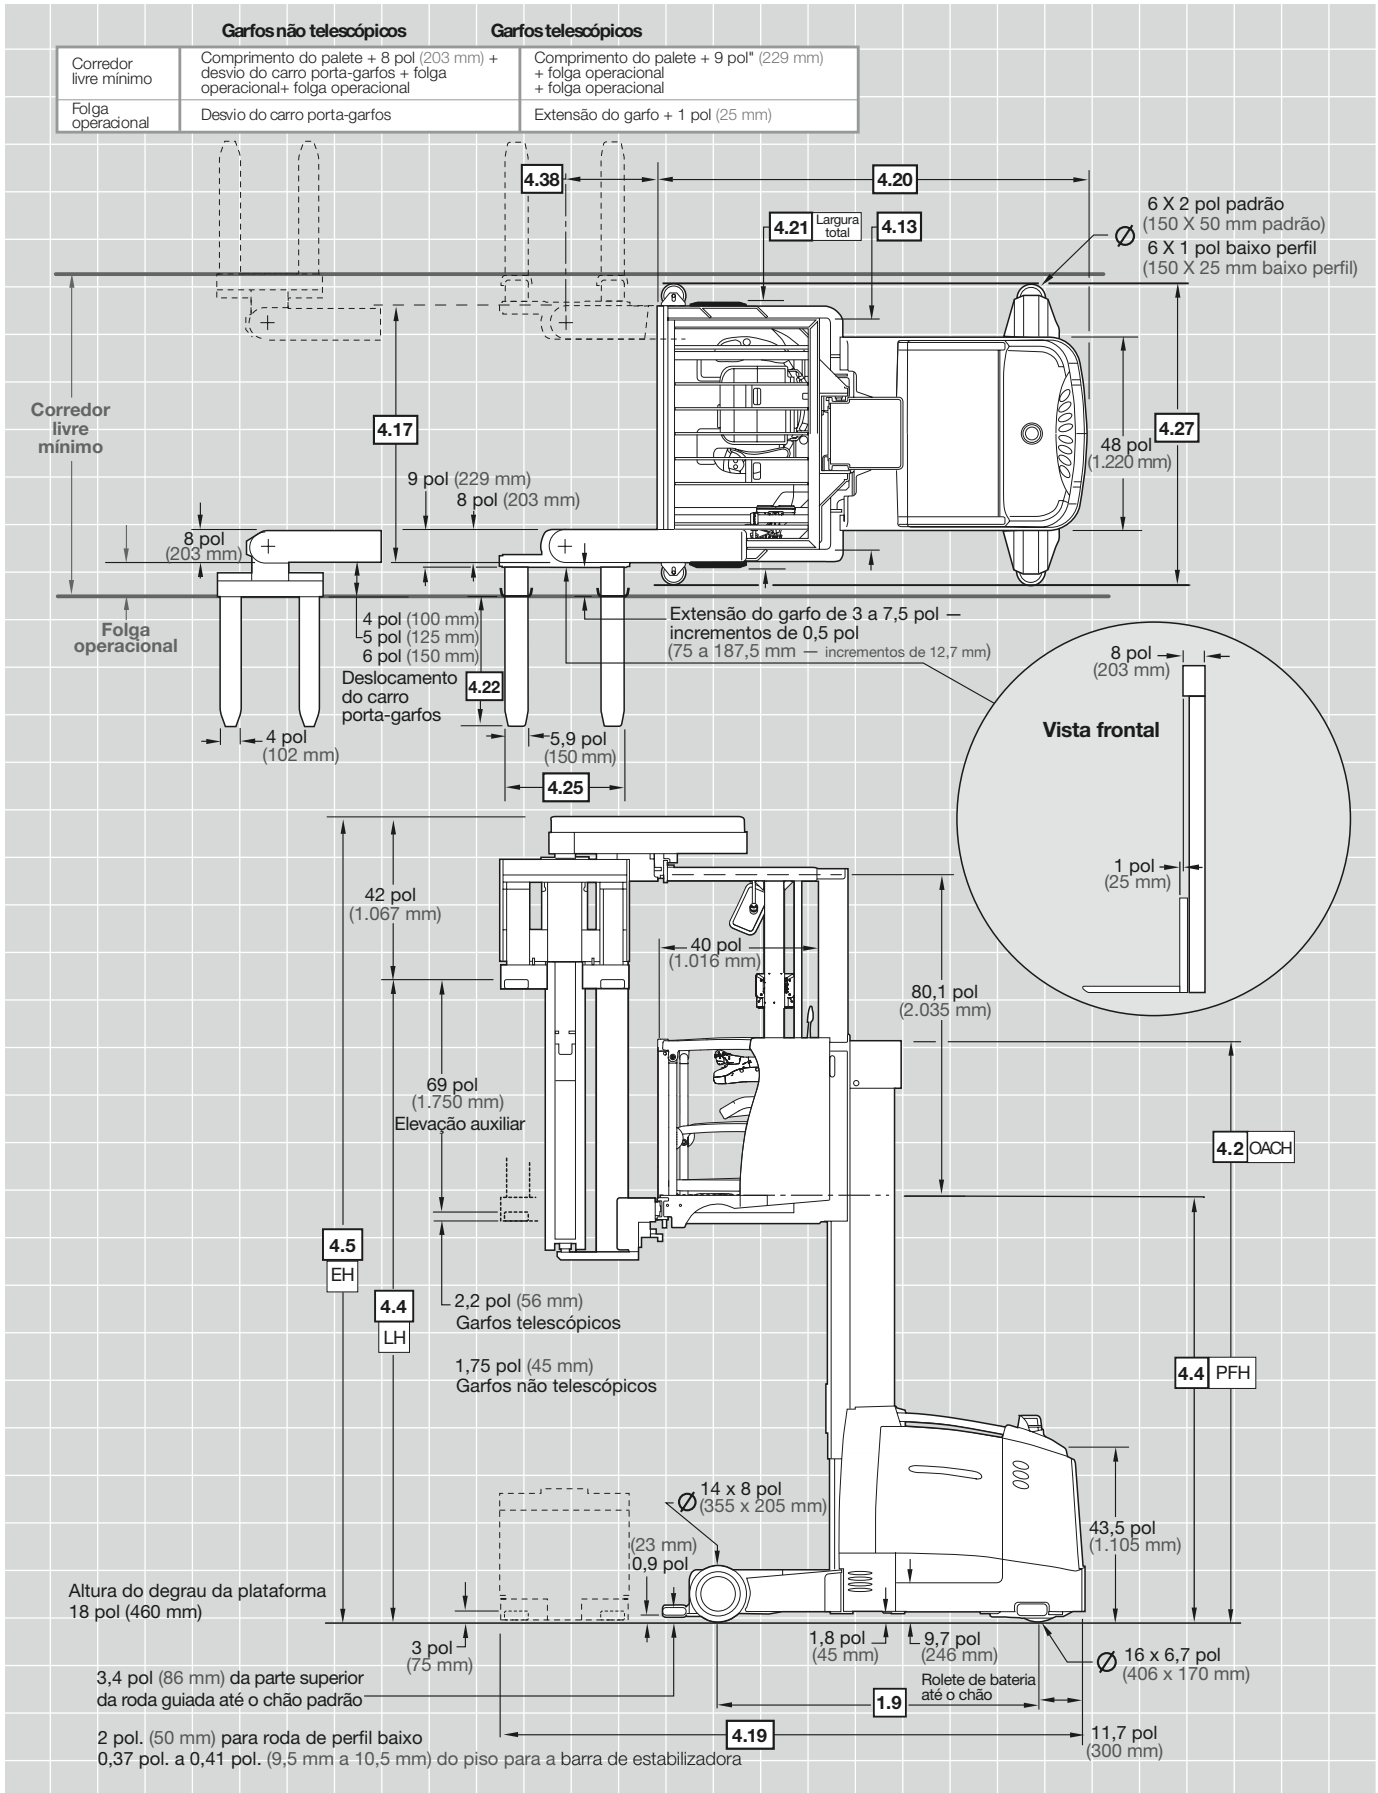 Garfos não telescópicos
Garfos telescópicos
Corredor
livre mínimo
Comprimento do palete + 8 pol (203 mm) +
desvio do carro porta-garfos + folga
operacional+ folga operacional
Comprimento do palete + 9 pol" (229 mm)
+ folga operacional
+ folga operacional
Folga
operacional
Desvio do carro porta-garfos
Extensão do garfo + 1 pol (25 mm)
4.38
4.20
4.21 Largura
total
4.13
6 X 2 pol padrão
(150 X 50 mm padrão)
6 X 1 pol baixo perfil
(150 X 25 mm baixo perfil)
Corredor
livre
mínimo
4.17
4.27
48 pol
(1.220 mm)
9 pol (229 mm)
8 pol (203 mm)
8 pol
(203 mm)
Folga
operacional
4 pol (100 mm)
5 pol (125 mm)
6 pol (150 mm)
Deslocamento
do carro
porta-garfos
4.22
Extensão do garfo de 3 a 7,5 pol —
incrementos de 0,5 pol
(75 a 187,5 mm — incrementos de 12,7 mm)
4 pol
(102 mm)
5,9 pol
(150 mm)
4.25
8 pol
(203 mm)
Vista frontal
1 pol
(25 mm)
42 pol
(1.067 mm)
40 pol
(1.016 mm)
80,1 pol
(2.035 mm)
69 pol
(1.750 mm)
Elevação auxiliar
4.2 OACH
4.5
EH
4.4
LH
2,2 pol (56 mm)
Garfos telescópicos
1,75 pol (45 mm)
Garfos não telescópicos
4.4 PFH
14 x 8 pol
(355 x 205 mm)
(23 mm)
0,9 pol
43,5 pol
(1.105 mm)
Altura do degrau da plataforma
18 pol (460 mm)
3 pol
(75 mm)
1,8 pol
(45 mm)
9,7 pol
(246 mm)
Rolete de bateria
até o chão
16 x 6,7 pol
(406 x 170 mm)
3,4 pol (86 mm) da parte superior
da roda guiada até o chão padrão
1.9
4.19
11,7 pol
(300 mm)
2 pol. (50 mm) para roda de perfil baixo
0,37 pol. a 0,41 pol. (9,5 mm a 10,5 mm) do piso para a barra de estabilizadora